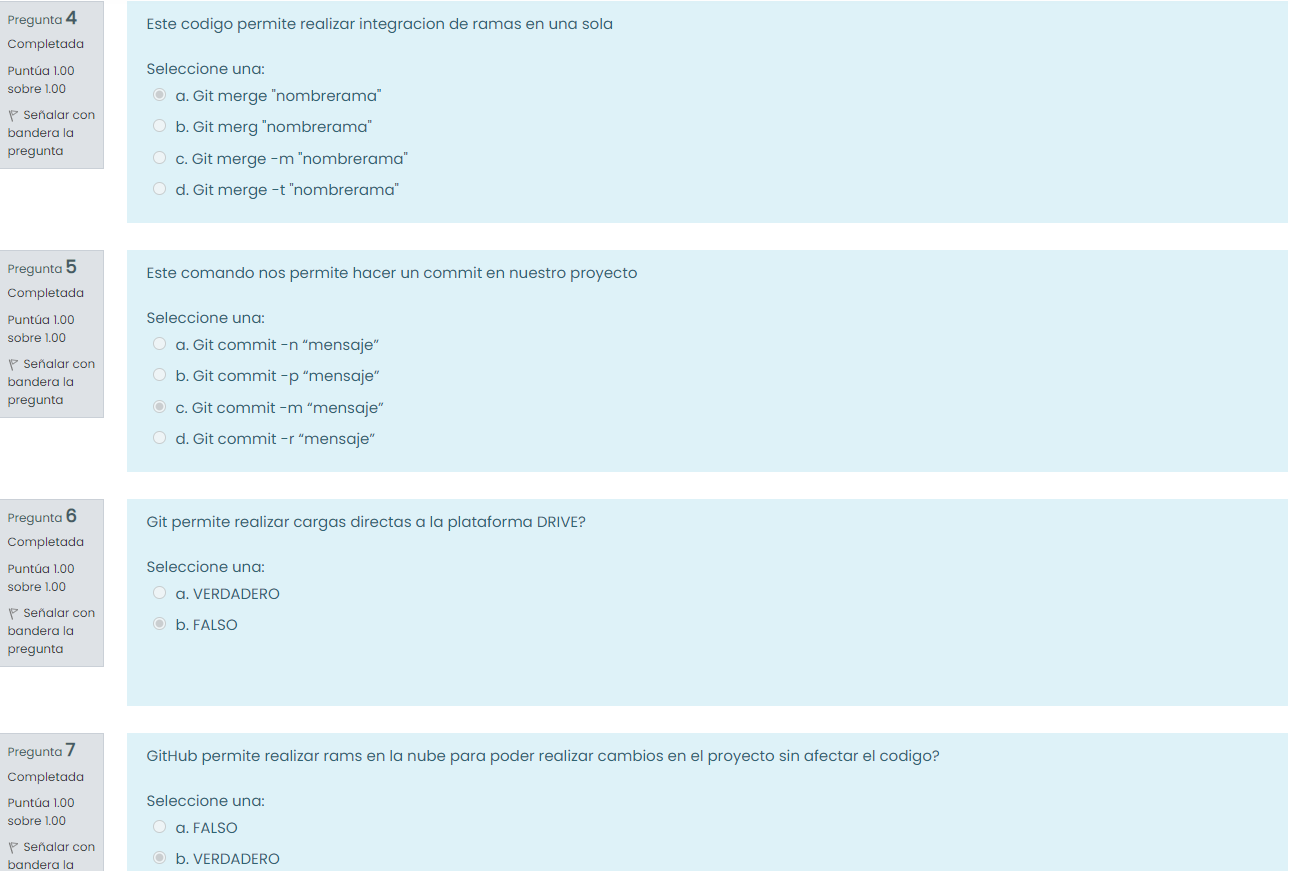 Pregunta 4
Completada
Puntúa 1.00
sobre 1.00
Señalar con
bandera la
pregunta
Este codigo permite realizar integracion de ramas en una sola
Seleccione una:
a. Git merge "nombrerama"
b. Git merg "nombrerama"
c. Git merge -m "nombrerama"
d. Git merge -t "nombrerama"
Pregunta 5
Completada
Puntúa 1.00
sobre 1.00
Señalar con
bandera la
pregunta
Este comando nos permite hacer un commit en nuestro proyecto
Seleccione una:
a. Git commit -n “mensaje”
b. Git commit -p “mensaje”
c. Git commit -m “mensaje”
d. Git commit -r “mensaje”
Pregunta 6
Completada
Puntúa 1.00
sobre 1.00
Señalar con
bandera la
pregunta
Git permite realizar cargas directas a la plataforma DRIVE?
Seleccione una:
a. VERDADERO
b. FALSO
Pregunta 7
Completada
Puntúa 1.00
sobre 1.00
Señalar con
bandera la
GitHub permite realizar rams en la nube para poder realizar cambios en el proyecto sin afectar el codigo?
Seleccione una:
a. FALSO
b. VERDADERO